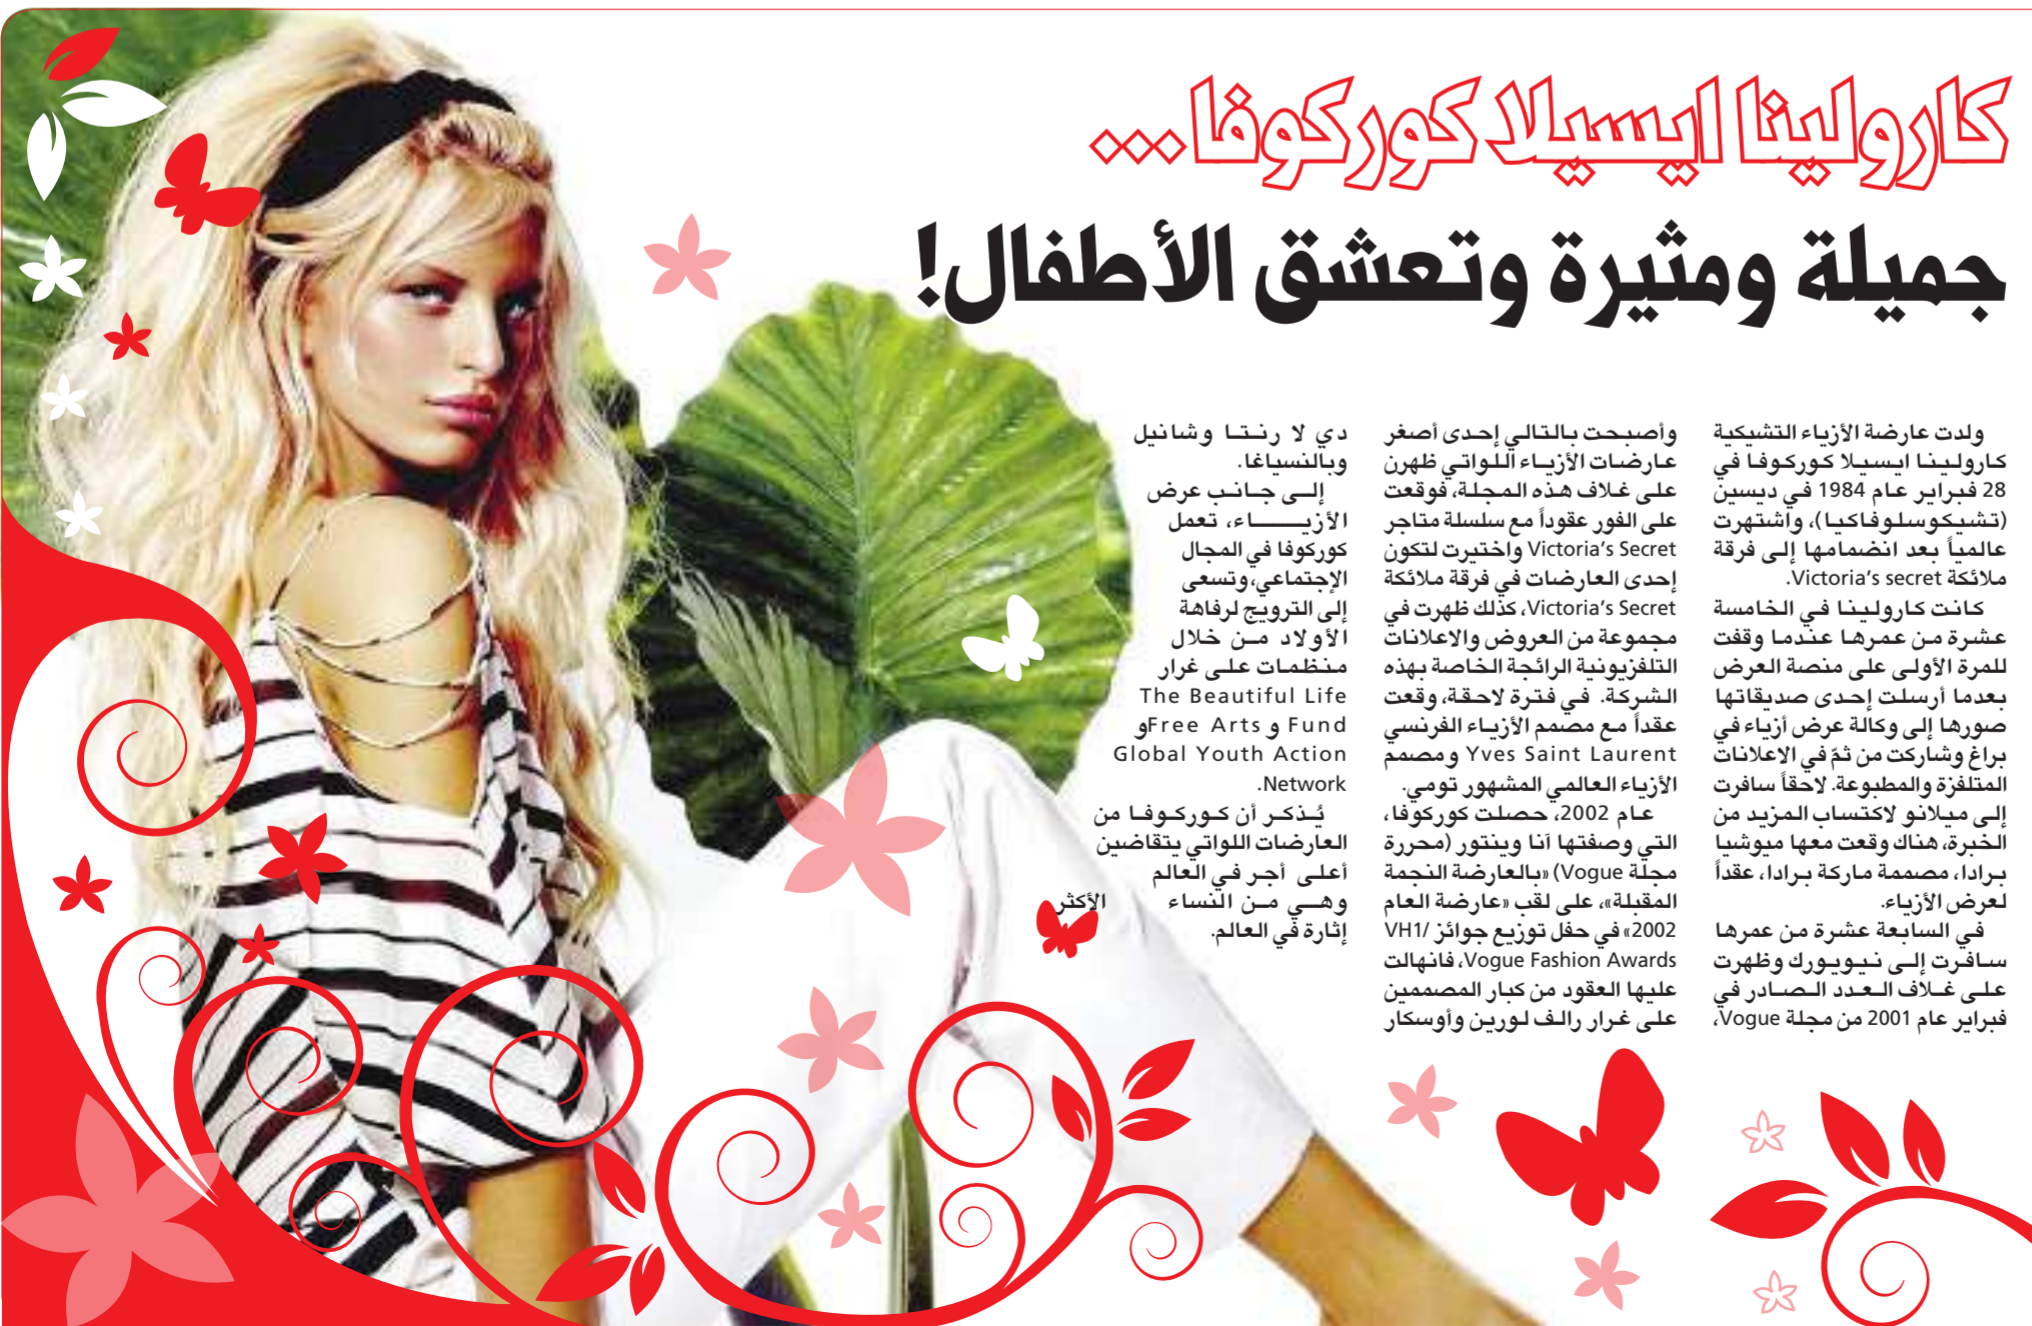 كارولينا ايسيلا كوركوفا...
جميلة ومثيرة وتعشق الأطفال!
ولدت عارضة الأزياء التشيكية
كارولينا ايسيلا كوركوفا في
28 فبراير عام 1984 في ديسين
(تشيكوسلوفاكيا)، واشتهرت
عالمياً بعد انضمامها إلى فرقة
ملائكة Victoria's secret.
كانت كارولينا في الخامسة
عشرة من عمرها عندما وقفت
للمرة الأولى على منصة العرض
بعدما أرسلت إحدى صديقاتها
صورها إلى وكالة عرض أزياء في
براغ وشاركت من ثمّ في الاعلانات
المتلفزة والمطبوعة. لاحقاً سافرت
إلى ميلانو لاكتساب المزيد من
الخبرة، هناك وقعت معها ميوشيا
برادا، مصممة ماركة برادا، عقداً
لعرض الأزياء.
في السابعة عشرة من عمرها
سافرت إلى نيويورك وظهرت
على غلاف العدد الصادر في
فبراير عام 2001 من مجلة Vogue،
وأصبحت بالتالي إحدى أصغر
عارضات الأزياء اللواتي ظهرن
على غلاف هذه المجلة، فوقعت
على الفور عقوداً مع سلسلة متاجر
Victoria's Secret واختيرت لتكون
إحدى العارضات في فرقة ملائكة
Victoria's Secret، كذلك ظهرت في
مجموعة من العروض والاعلانات
التلفزيونية الرائجة الخاصة بهذه
الشركة. في فترة لاحقة، وقعت
عقداً مع مصمم الأزياء الفرنسي
Yves Saint Laurent ومصمم
الأزياء العالمي المشهور تومي.
عام 2002، حصلت كوركوفا،
التي وصفتها آنا وينتور (محررة
مجلة Vogue) «بالعارضة النجمة
المقبلة»، على لقب «عارضة العام
2002» في حفل توزيع جوائز VH1/
Vogue Fashion Awards، فانهالت
عليها العقود من كبار المصممين
على غرار رالف لورين وأوسكار
دي لا رنتا وشانيل
وبالنسياغا.
إلى جانب عرض
الأزياء، تعمل
كوركوفا في المجال
الإجتماعي،وتسعى
إلى الترويج لرفاهة
الأولاد من خلال
منظمات على غرار
The Beautiful Life
Fund و Free Artsو
Global Youth Action
Network.
يُذكر أن كوركوفا من
العارضات اللواتي يتقاضين
أعلى أجر في العالم
وهي من النساء الأكثر
إثارة في العالم.